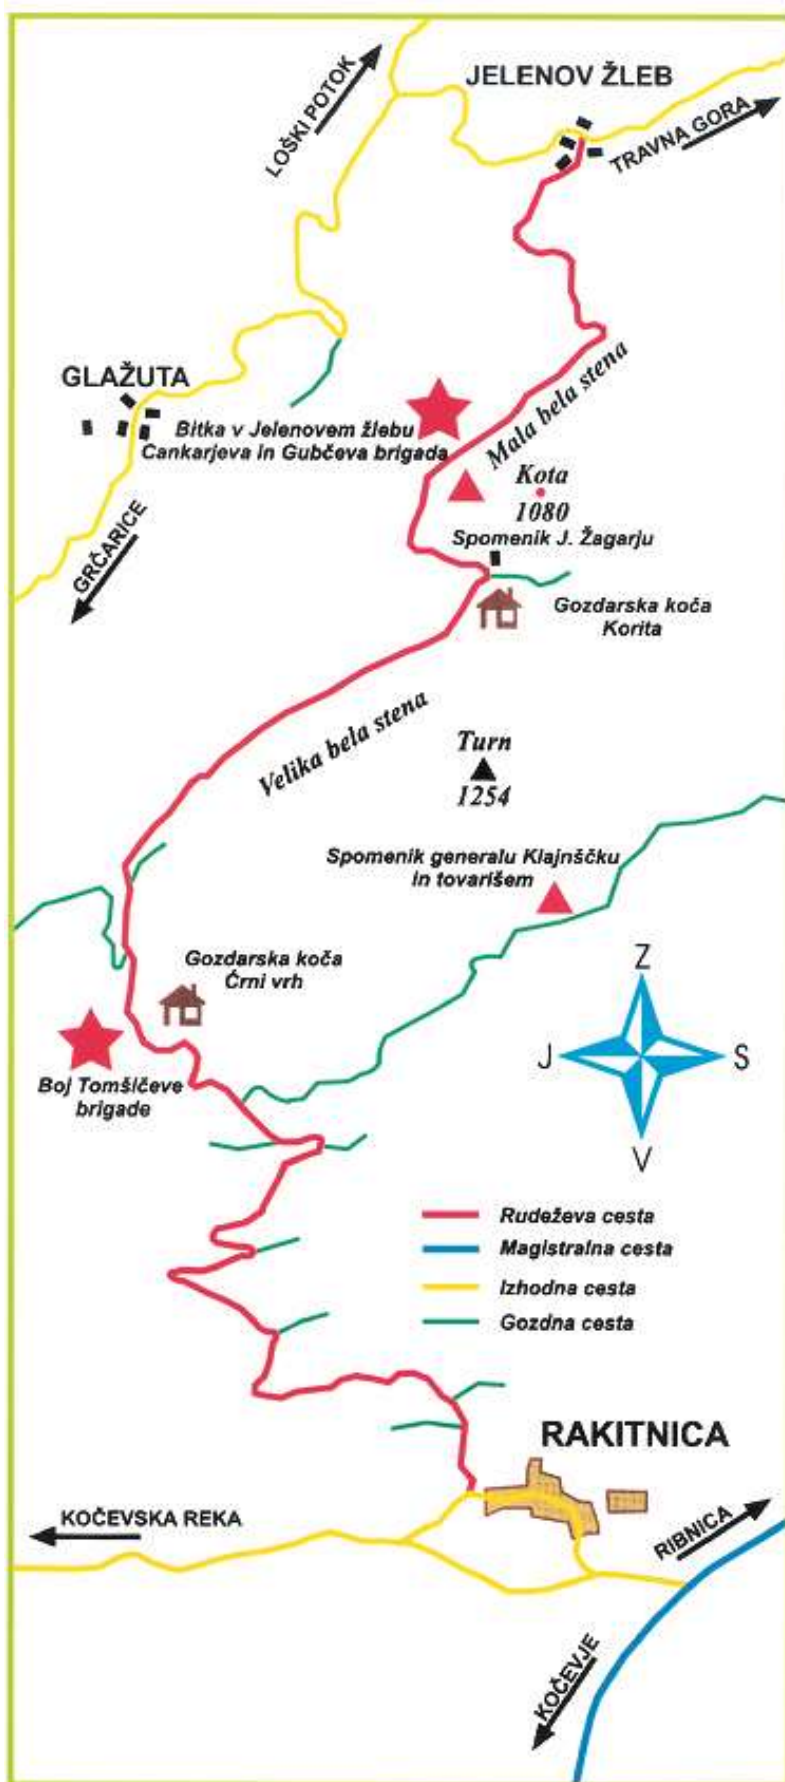 LOŠKI POTOK
JELENOV ŽLEB
TRAVNA GORA
GLAŽUTA
Bitka v Jelenovem žlebu
Cankarjeva in Gubčeva brigada
Mala bela stena
Kota
1080
GRČARICE
Spomenik J. Žagarju
Gozdarska koča
Korita
Velika bela stena
Turn
1254
Spomenik generalu Klajnščku
in tovarišem
Gozdarska koča
Črni vrh
Boj Tomšičeve
brigade
Z
J
S
V
Rudeževa cesta
Magistralna cesta
Izhodna cesta
Gozdna cesta
RAKITNICA
KOČEVSKA REKA
RIBNICA
KOČEVJE